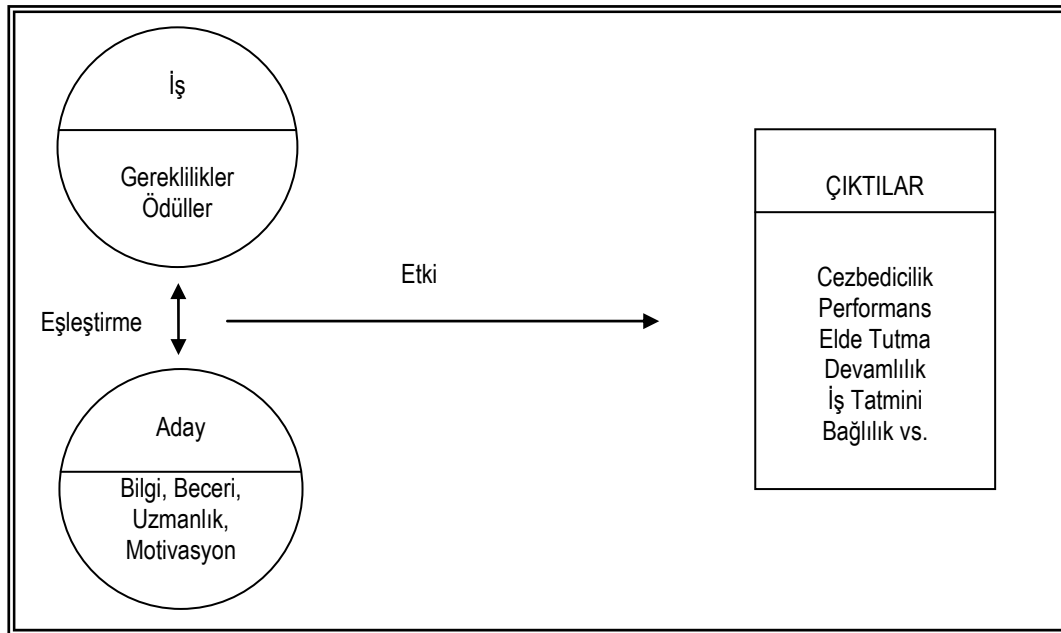 İş
Gereklilikler
Ödüller
Eşleştirme
Aday
Bilgi, Beceri,
Uzmanlık,
Motivasyon
Etki
ÇIKTILAR
Cezbedicilik
Performans
Elde Tutma
Devamlılık
İş Tatmini
Bağlılık vs.